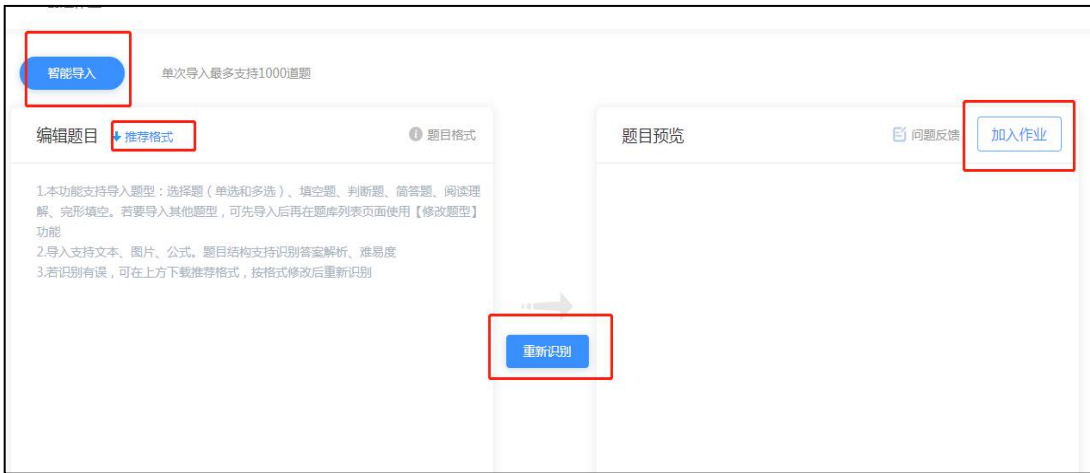 智能导入
单次导入最多支持1000道题
编辑题目
推荐格式
题目格式
1.本功能支持导入题型：选择题（单选和多选）、填空题、判断题、简答题、阅读理
解、完形填空。若要导入其他题型，可先导入后再在题库列表页面使用【修改题型】
功能
2.导入支持文本、图片、公式。题目结构支持识别答案解析、难易度
3.若识别有误，可在上方下载推荐格式，按格式修改后重新识别
重新识别
题目预览
问题反馈
加入作业